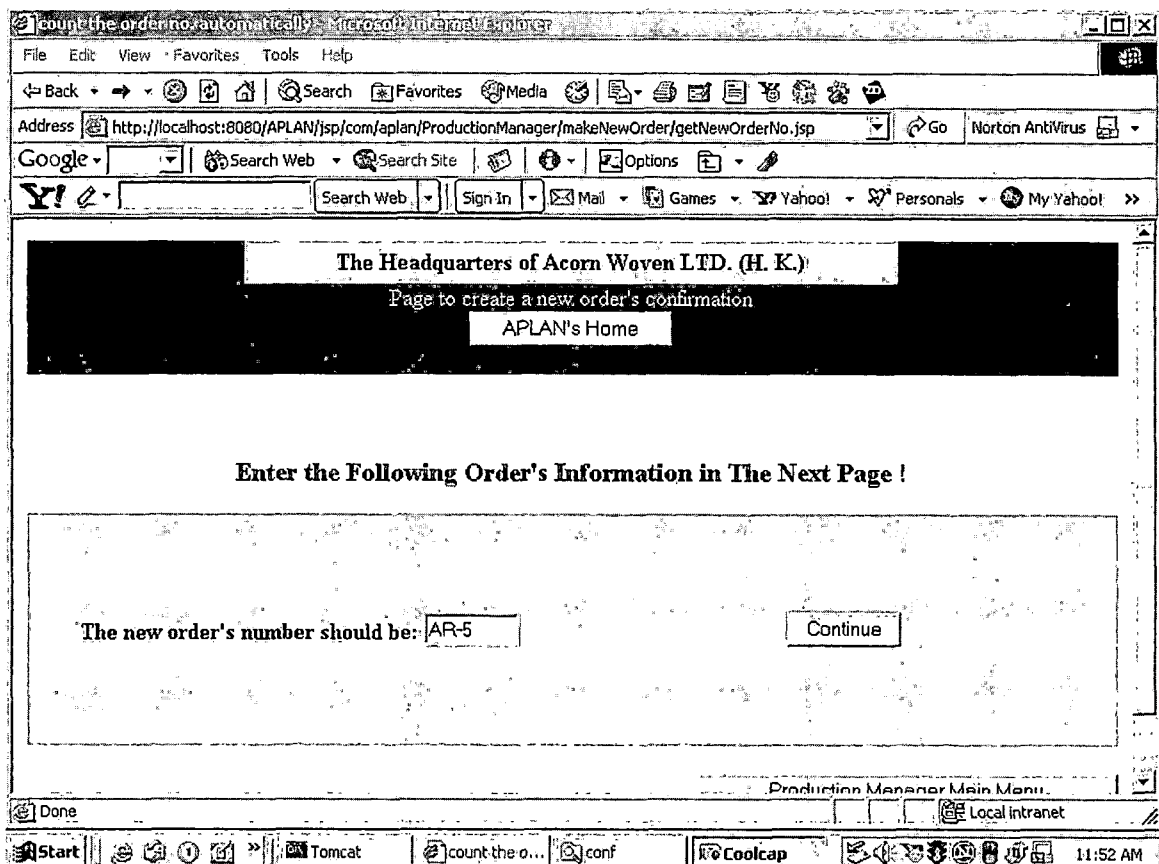 count the order no. automatically - Microsoft Internet Explorer
File Edit View Favorites Tools Help
Back Search Favorites Media
Address http://localhost:8080/APLAN/jsp/com/aplan/ProductionManager/makeNewOrder/getNewOrderNo.jsp Go Norton AntiVirus
Google Search Web Search Site Options
Y! Search Web Sign In Mail Games Yahoo! Personals My Yahoo! »
The Headquarters of Acorn Woven LTD. (H. K.)
Page to create a new order's confirmation
APLAN's Home
Enter the Following Order's Information in The Next Page !
The new order's number should be: AR-5 Continue
Production Manager Main Menu
Done Local intranet
Start » Tomcat count the o... conf Coolcap 11:52 AM